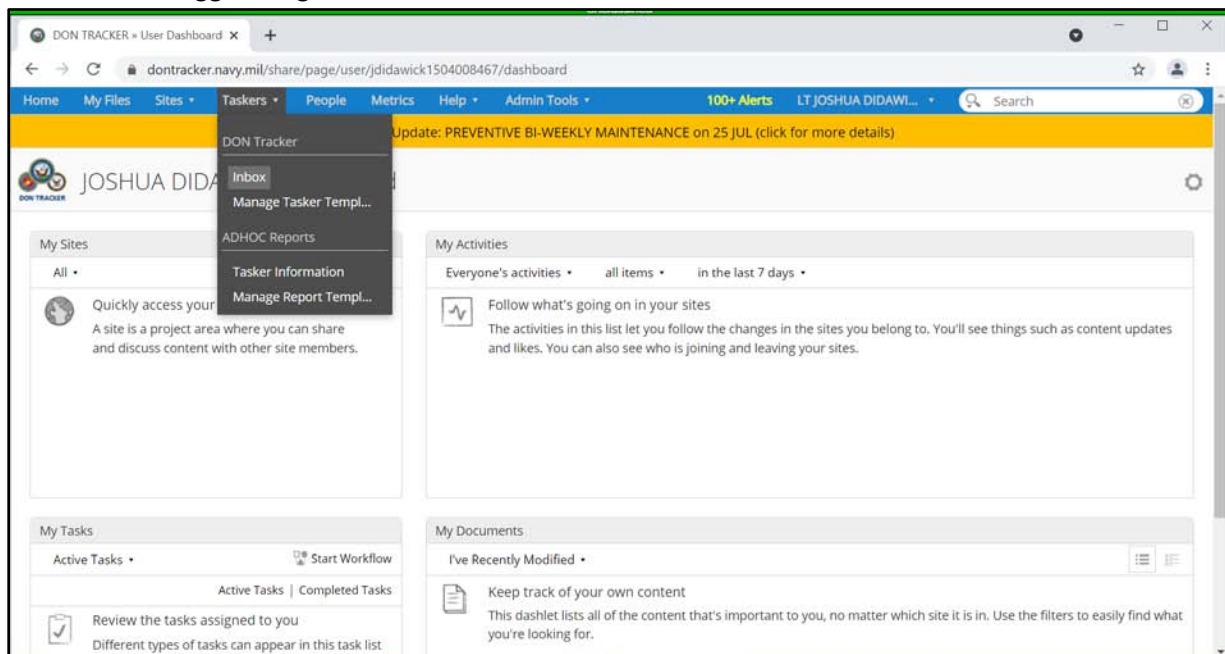 DON TRACKER » User Dashboard
dontracker.navy.mil/share/page/user/jdidawick1504008467/dashboard
Home My Files Sites Taskers People Metrics Help Admin Tools 100+ Alerts LT JOSHUA DIDAWI... Search
Update: PREVENTIVE BI-WEEKLY MAINTENANCE on 25 JUL (click for more details)
DON Tracker
Inbox
Manage Tasker Templ...
ADHOC Reports
Tasker Information
Manage Report Templ...
DON TRACKER
JOSHUA DIDA
My Sites
All
Quickly access your
A site is a project area where you can share
and discuss content with other site members.
My Activities
Everyone's activities all items in the last 7 days
Follow what's going on in your sites
The activities in this list let you follow the changes in the sites you belong to. You'll see things such as content updates
and likes. You can also see who is joining and leaving your sites.
My Tasks
Active Tasks Start Workflow
Active Tasks | Completed Tasks
Review the tasks assigned to you
Different types of tasks can appear in this task list
My Documents
I've Recently Modified
Keep track of your own content
This dashlet lists all of the content that's important to you, no matter which site it is in. Use the filters to easily find what
you're looking for.